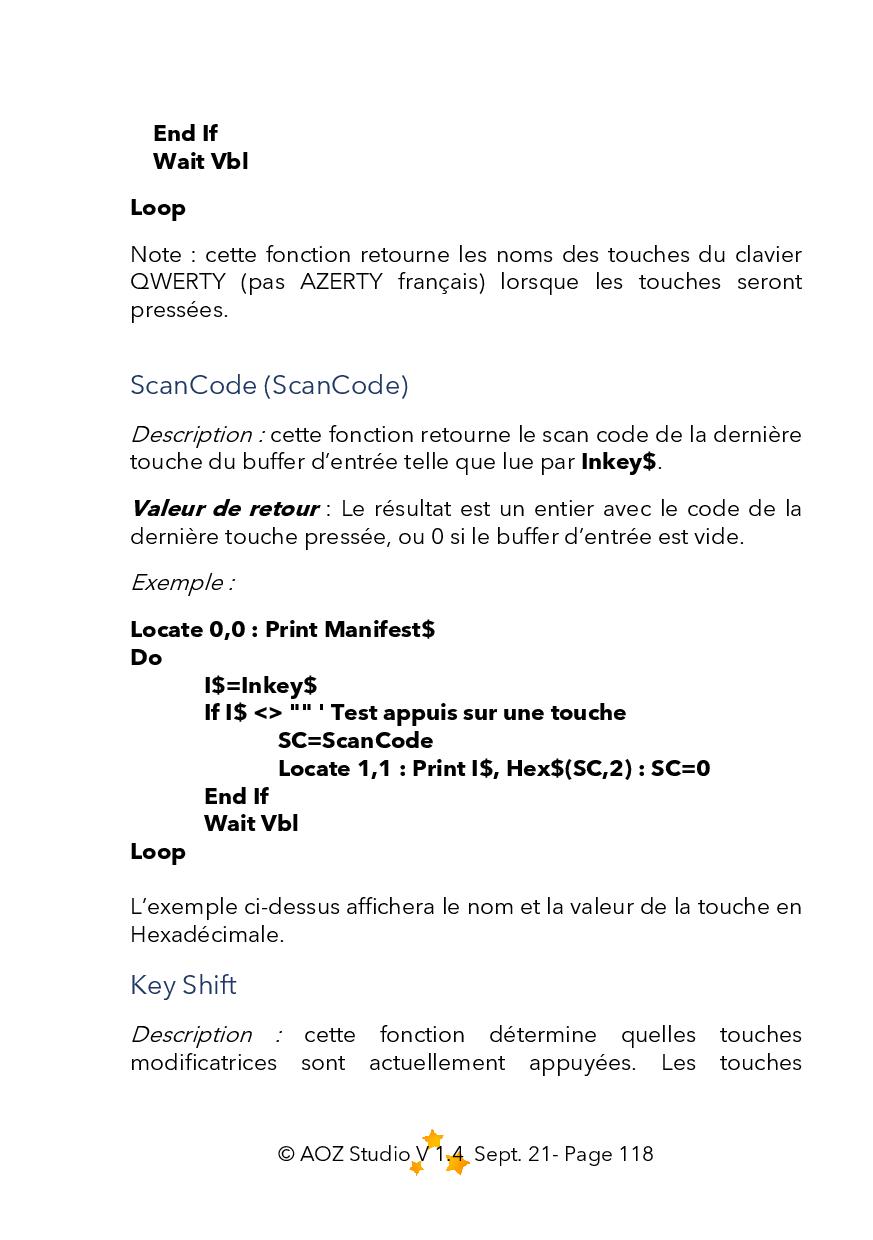 End If
Wait Vbl
Loop
Note : cette fonction retourne les noms des touches du clavier
QWERTY (pas AZERTY français) lorsque les touches seront
pressées.
ScanCode (ScanCode)
Description : cette fonction retourne le scan code de la dernière
touche du buffer d’entrée telle que lue par Inkey$.
Valeur de retour : Le résultat est un entier avec le code de la
dernière touche pressée, ou 0 si le buffer d’entrée est vide.
Exemple :
Locate 0,0 : Print Manifest$
Do
I$=Inkey$
If I$ <> "" ' Test appuis sur une touche
SC=ScanCode
Locate 1,1 : Print I$, Hex$(SC,2) : SC=0
End If
Wait Vbl
Loop
L’exemple ci-dessus affichera le nom et la valeur de la touche en
Hexadécimale.
Key Shift
Description : cette fonction détermine quelles touches
modificatrices sont actuellement appuyées. Les touches
© AOZ Studio V 1.4 Sept. 21- Page 118